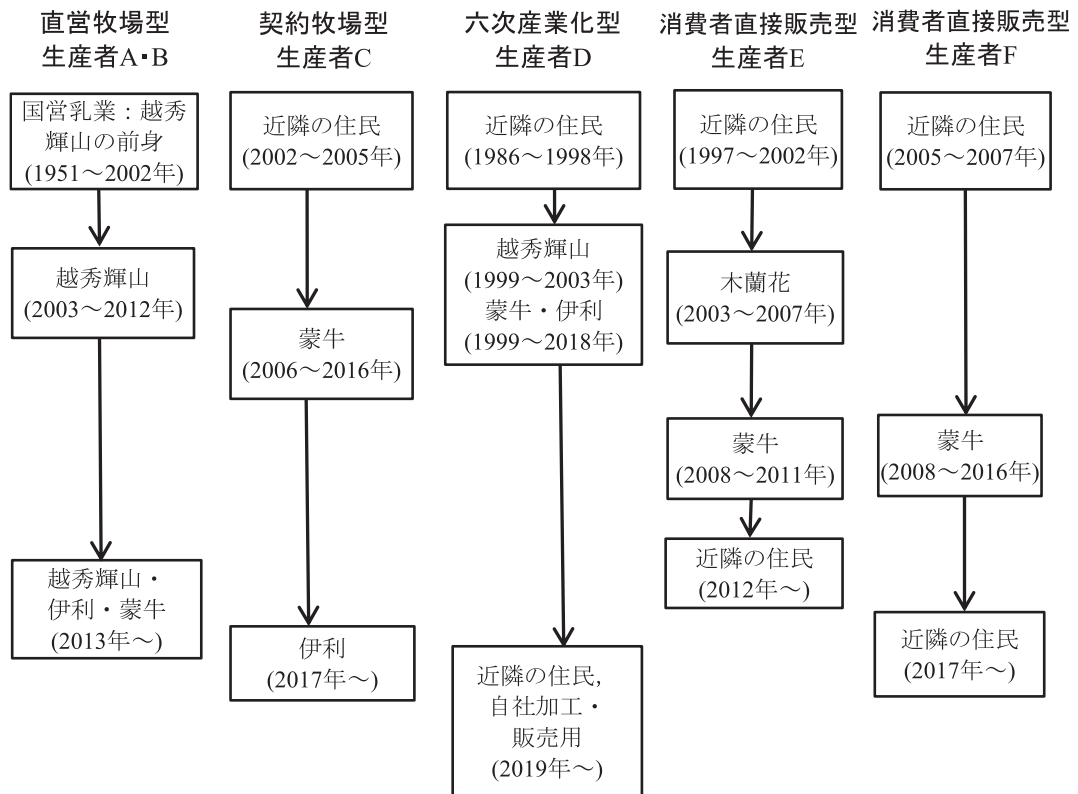 直営牧場型
生産者A・B
国営乳業：越秀
輝山の前身
(1951～2002年)
越秀輝山
(2003～2012年)
越秀輝山・
伊利・蒙牛
(2013年～)
契約牧場型
生産者C
近隣の住民
(2002～2005年)
蒙牛
(2006～2016年)
伊利
(2017年～)
六次産業化型
生産者D
近隣の住民
(1986～1998年)
越秀輝山
(1999～2003年)
蒙牛・伊利
(1999～2018年)
近隣の住民,
自社加工・
販売用
(2019年～)
消費者直接販売型
生産者E
近隣の住民
(1997～2002年)
木蘭花
(2003～2007年)
蒙牛
(2008～2011年)
近隣の住民
(2012年～)
消費者直接販売型
生産者F
近隣の住民
(2005～2007年)
蒙牛
(2008～2016年)
近隣の住民
(2017年～)